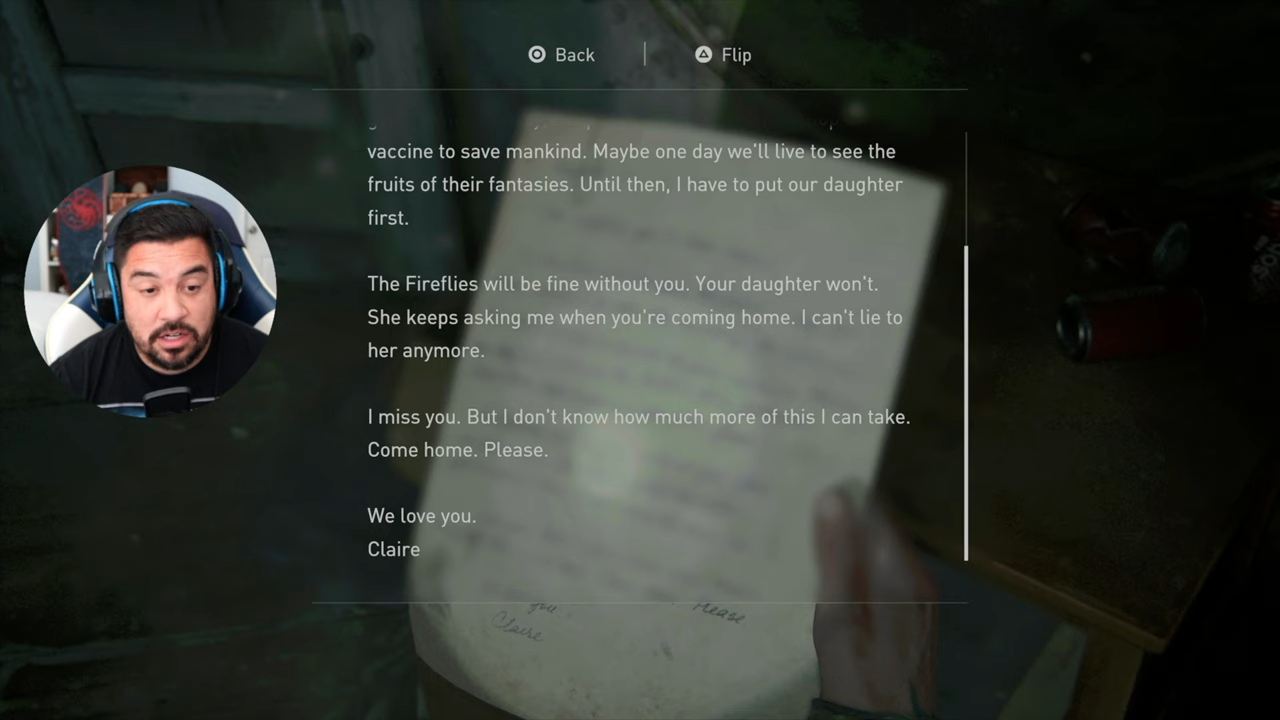 Back
Flip
vaccine to save mankind. Maybe one day we'll live to see the
fruits of their fantasies. Until then, I have to put our daughter
first.
The Fireflies will be fine without you. Your daughter won't.
She keeps asking me when you're coming home. I can't lie to
her anymore.
I miss you. But I don't know how much more of this I can take.
Come home. Please.
We love you.
Claire
Please
Claire